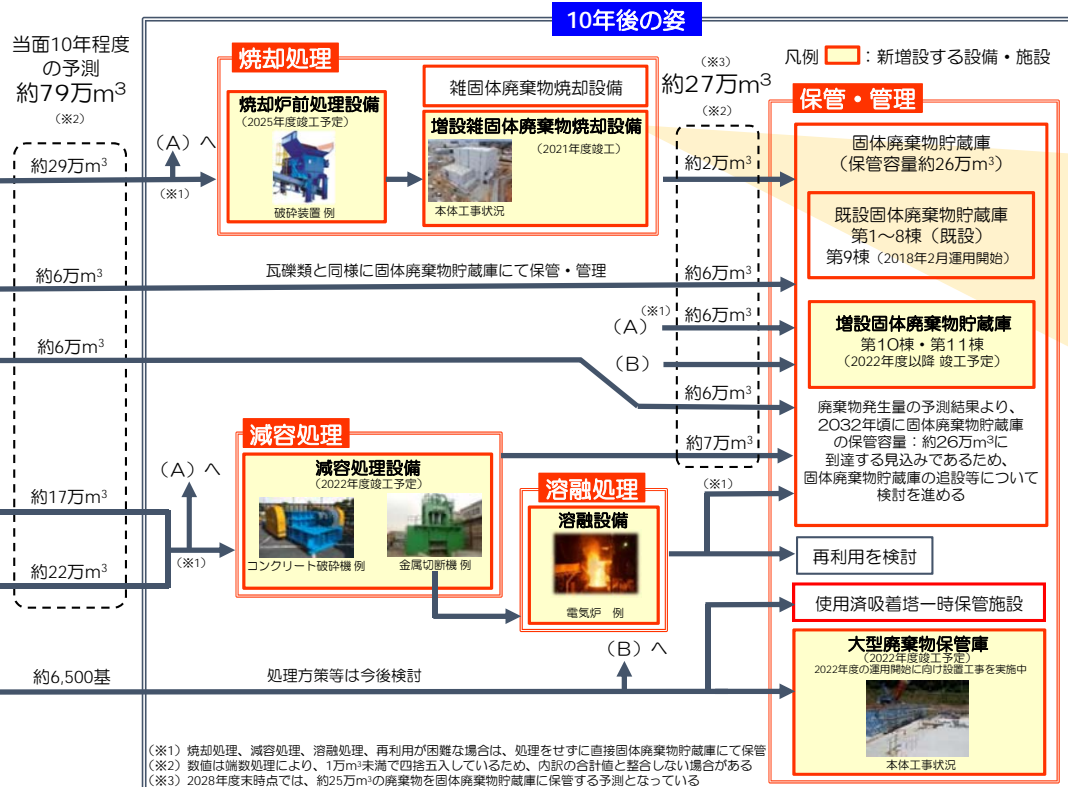 10年後の姿
当面10年程度
の予測
約79万m³
(※2)
約29万m³
約6万m³
約6万m³
約17万m³
約22万m³
約6,500基
(A)へ
(※1)
焼却処理
焼却炉前処理設備
(2025年度竣工予定)
破砕装置 例
雑固体廃棄物焼却設備
増設雑固体廃棄物焼却設備
(2021年度竣工)
本体工事状況
瓦礫類と同様に固体廃棄物貯蔵庫にて保管・管理
(※3)
約27万m³
(※2)
約2万m³
約6万m³
(A)
(※1)
約6万m³
(B)
約6万m³
約7万m³
(※1)
(A)へ
(※1)
減容処理
減容処理設備
(2022年度竣工予定)
コンクリート破砕機 例
金属切断機 例
溶融処理
溶融設備
電気炉 例
(B)へ
処理方策等は今後検討
凡例
:新増設する設備・施設
保管・管理
固体廃棄物貯蔵庫
(保管容量約26万m³)
既設固体廃棄物貯蔵庫
第1~8棟(既設)
第9棟(2018年2月運用開始)
増設固体廃棄物貯蔵庫
第10棟・第11棟
(2022年度以降 竣工予定)
廃棄物発生量の予測結果より、
2032年頃に固体廃棄物貯蔵庫
の保管容量:約26万m³に
到達する見込みであるため、
固体廃棄物貯蔵庫の追設等について
検討を進める
再利用を検討
使用済吸着塔一時保管施設
大型廃棄物保管庫
(2022年度竣工予定)
2022年度の運用開始に向け設置工事を実施中
本体工事状況
(※1)焼却処理、減容処理、溶融処理、再利用が困難な場合は、処理をせずに直接固体廃棄物貯蔵庫にて保管
(※2)数値は端数処理により、1万m³未満で四捨五入しているため、内訳の合計値と整合しない場合がある
(※3)2028年度末時点では、約25万m³の廃棄物を固体廃棄物貯蔵庫に保管する予測となっている